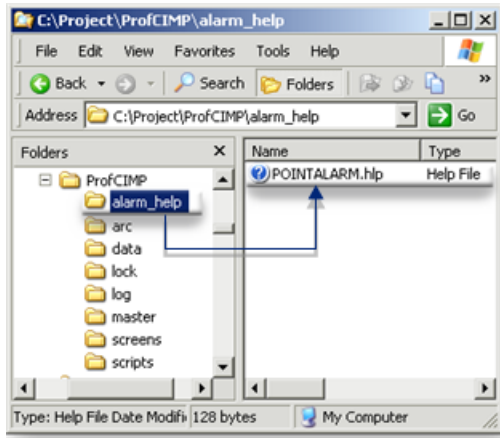 C:\Project\ProfCIMP\alarm_help
File Edit View Favorites Tools Help
Back Search Folders »
Address C:\Project\ProfCIMP\alarm_help Go
Folders x Name Type
ProfCIMP
alarm_help
arc
data
lock
log
master
screens
scripts
POINTALARM.hlp Help File
Type: Help File Date Modifi 128 bytes My Computer